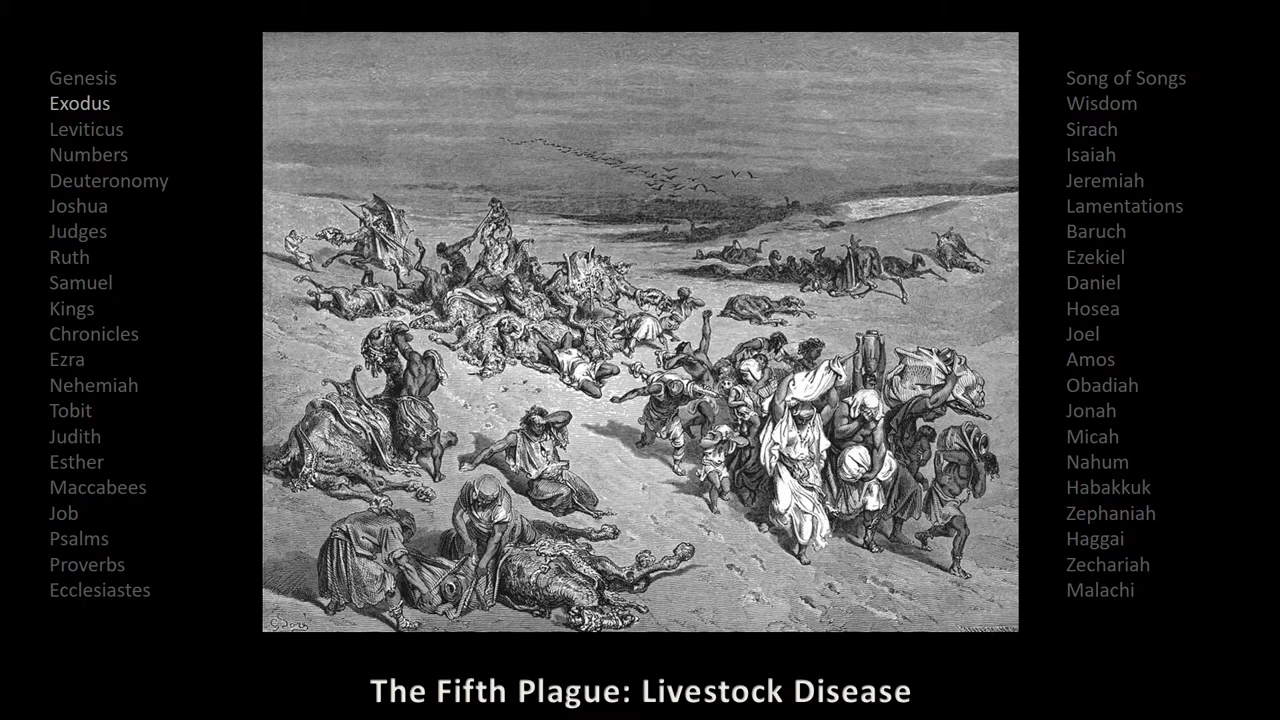 Genesis
Exodus
Leviticus
Numbers
Deuteronomy
Joshua
Judges
Ruth
Samuel
Kings
Chronicles
Ezra
Nehemiah
Tobit
Judith
Esther
Maccabees
Job
Psalms
Proverbs
Ecclesiastes
Song of Songs
Wisdom
Sirach
Isaiah
Jeremiah
Lamentations
Baruch
Ezekiel
Daniel
Hosea
Joel
Amos
Obadiah
Jonah
Micah
Nahum
Habakkuk
Zephaniah
Haggai
Zechariah
Malachi
G. Doré
The Fifth Plague: Livestock Disease